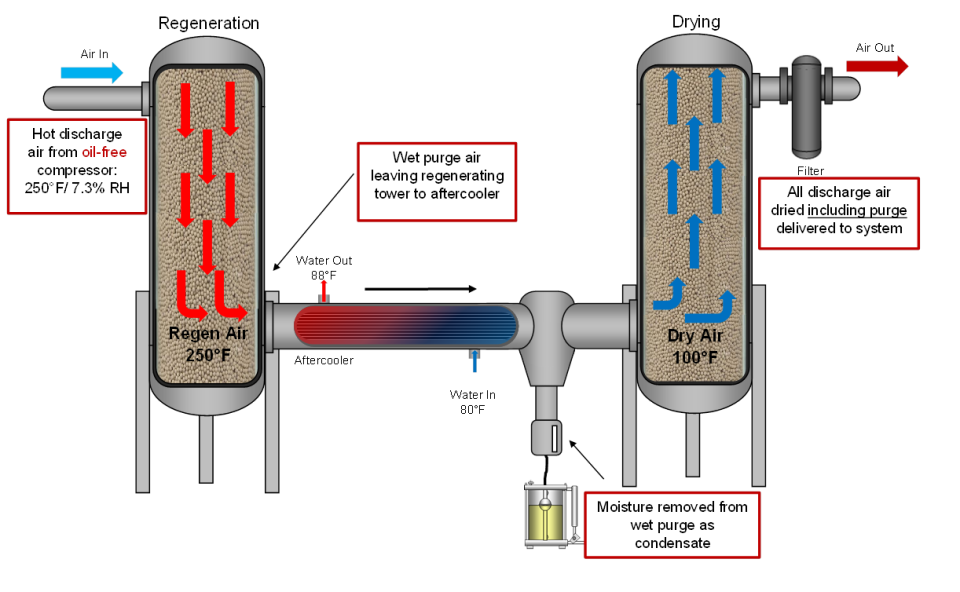 Regeneration
Drying
Air In
Air Out
Hot discharge
air from oil-free
compressor:
250°F/ 7.3% RH
Wet purge air
leaving regenerating
tower to aftercooler
Filter
All discharge air
dried including purge
delivered to system
Water Out
88°F
Regen Air
250°F
Dry Air
100°F
Aftercooler
Water In
80°F
Moisture removed from
wet purge as
condensate